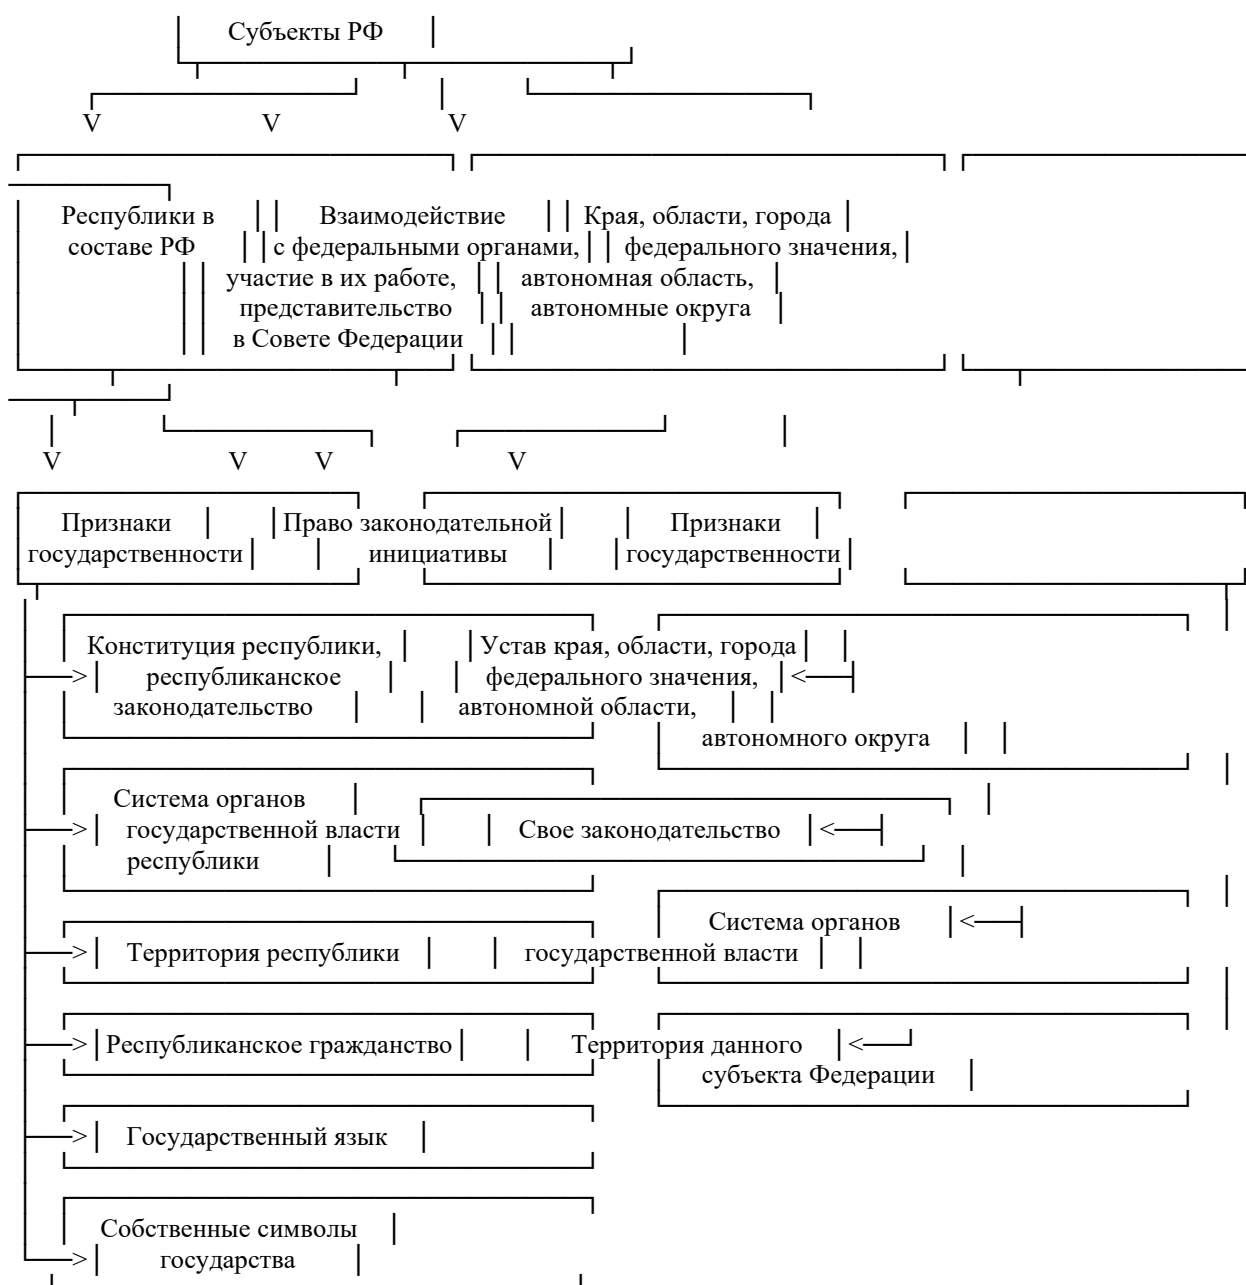 Субъекты РФ
V V V
Республики в Взаимодействие Края, области, города
составе РФ с федеральными органами, федерального значения,
участие в их работе, автономная область,
представительство автономные округа
в Совете Федерации
V V V V
Признаки Право законодательной Признаки
государственности инициативы государственности
Конституция республики, Устав края, области, города
> республиканское федерального значения, <
законодательство автономной области,
автономного округа
Система органов
> государственной власти Свое законодательство <
республики
Система органов <
> Территория республики государственной власти
> Республиканское гражданство Территория данного <
субъекта Федерации
> Государственный язык
Собственные символы
> государства